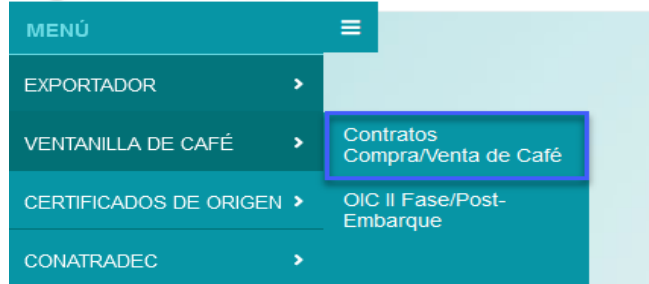 MENÚ
EXPORTADOR
VENTANILLA DE CAFÉ
Contratos
Compra/Venta de Café
CERTIFICADOS DE ORIGEN
OIC II Fase/Post-
Embarque
CONATRADEC